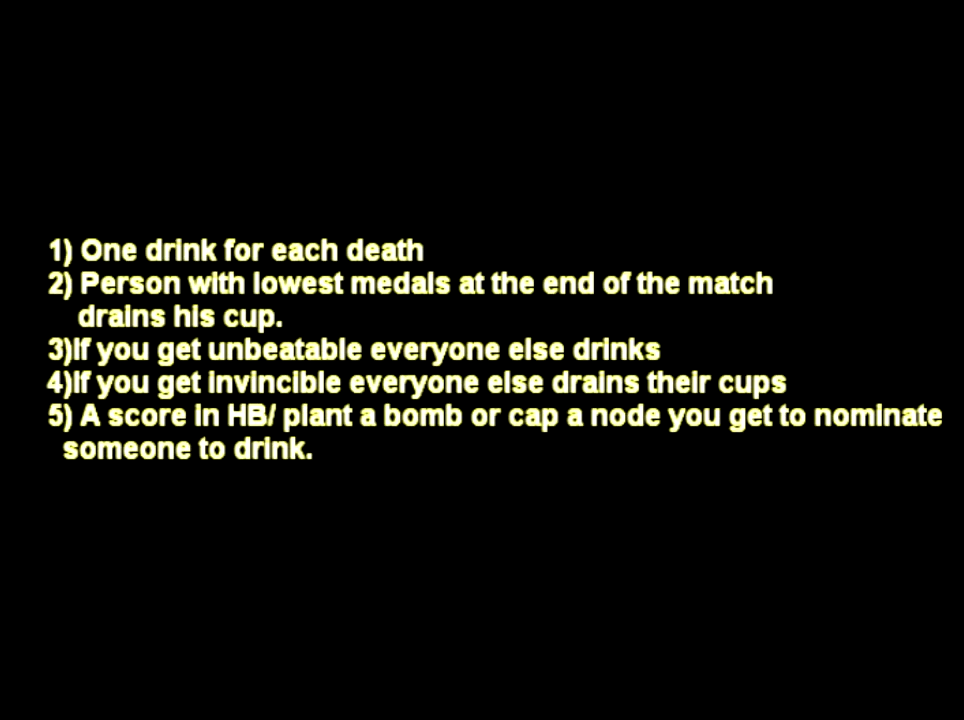 1) One drink for each death
2) Person with lowest medals at the end of the match
drains his cup.
3)If you get unbeatable everyone else drinks
4)If you get invincible everyone else drains their cups
5) A score in HB/ plant a bomb or cap a node you get to nominate
someone to drink.